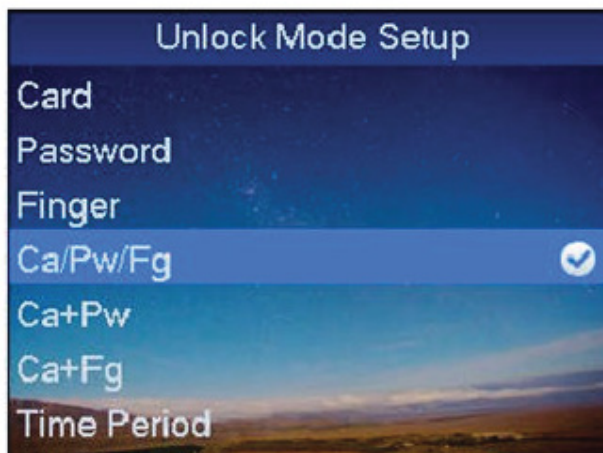 Unlock Mode Setup
Card
Password
Finger
Ca/Pw/Fg
Ca+Pw
Ca+Fg
Time Period